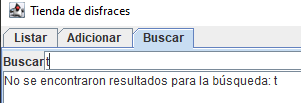 Tienda de disfraces
Listar Adicionar Buscar
Buscar t
No se encontraron resultados para la búsqueda: t